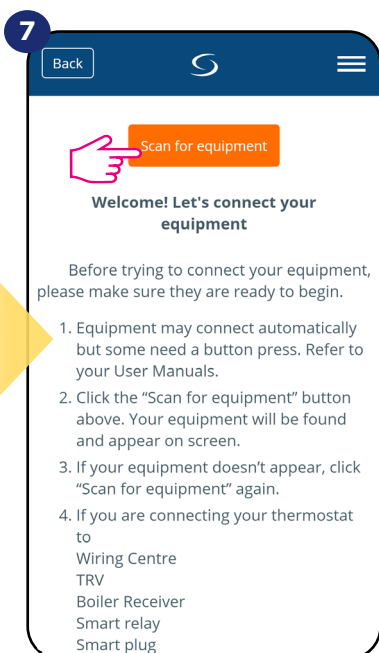 7
Back
Scan for equipment
Welcome! Let's connect your
equipment
Before trying to connect your equipment,
please make sure they are ready to begin.
1. Equipment may connect automatically
but some need a button press. Refer to
your User Manuals.
2. Click the “Scan for equipment” button
above. Your equipment will be found
and appear on screen.
3. If your equipment doesn’t appear, click
“Scan for equipment” again.
4. If you are connecting your thermostat
to
Wiring Centre
TRV
Boiler Receiver
Smart relay
Smart plug